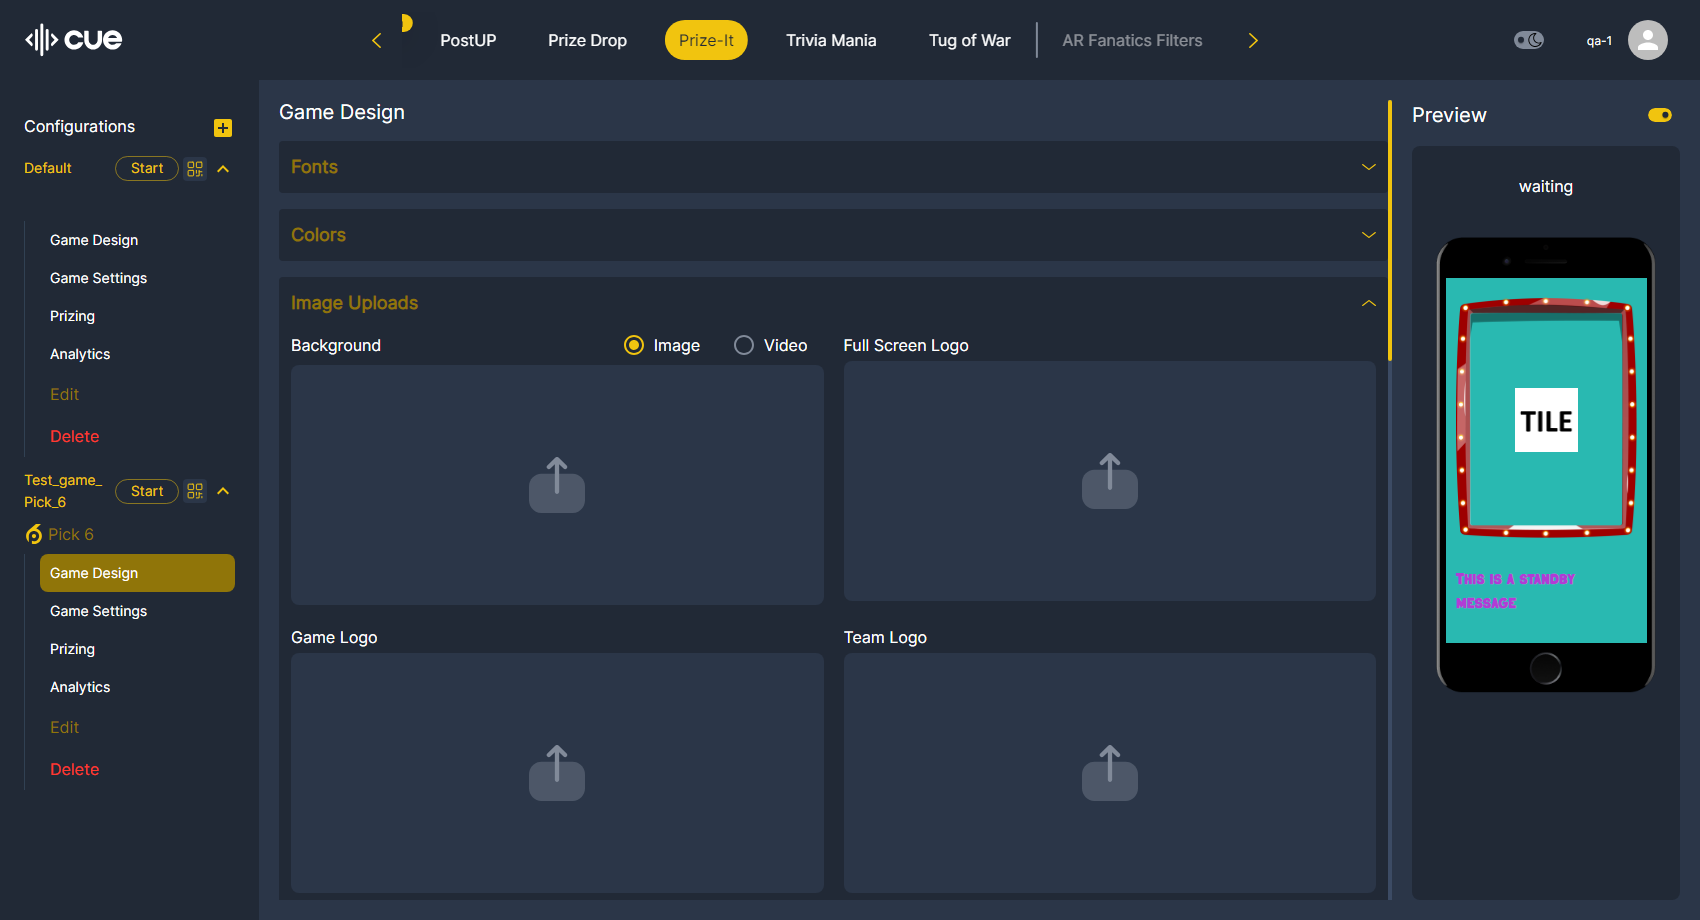 cue
PostUP
Prize Drop
Prize-It
Trivia Mania
Tug of War
AR Fanatics Filters
qa-1
Configurations
Default
Start
Game Design
Game Settings
Prizing
Analytics
Edit
Delete
Test_game_
Pick_6
Start
Pick 6
Game Design
Game Settings
Prizing
Analytics
Edit
Delete
Game Design
Fonts
Colors
Image Uploads
Background
Image
Video
Full Screen Logo
Game Logo
Team Logo
Preview
waiting
TILE
THIS IS A STANDBY
MESSAGE